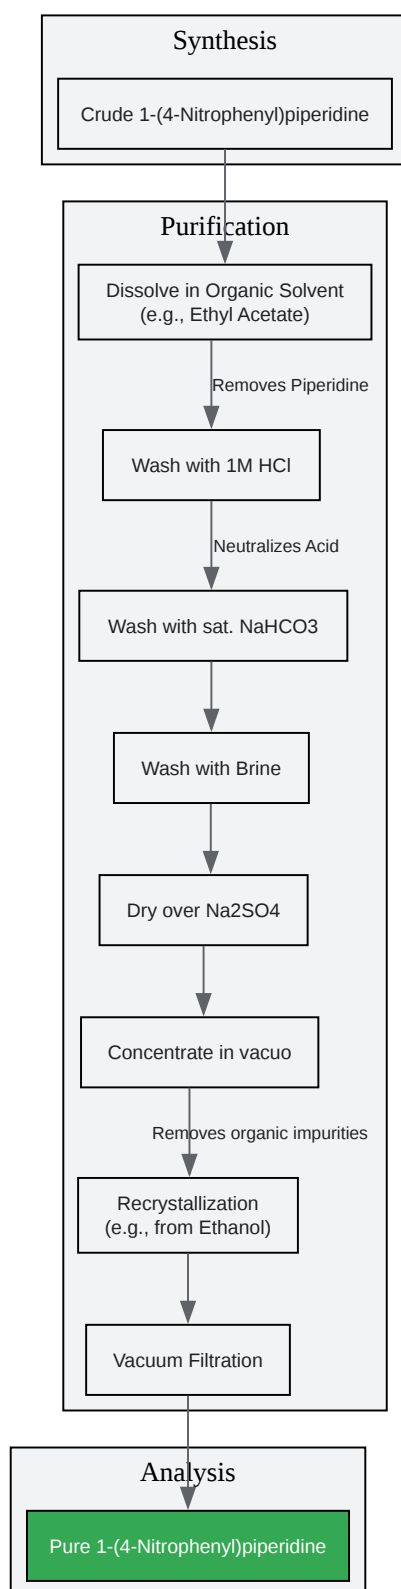 Synthesis
Crude 1-(4-Nitrophenyl)piperidine
Purification
Dissolve in Organic Solvent
(e.g., Ethyl Acetate)
Removes Piperidine
Wash with 1M HCl
Neutralizes Acid
Wash with sat. NaHCO3
Wash with Brine
Dry over Na2SO4
Concentrate in vacuo
Removes organic impurities
Recrystallization
(e.g., from Ethanol)
Vacuum Filtration
Analysis
Pure 1-(4-Nitrophenyl)piperidine